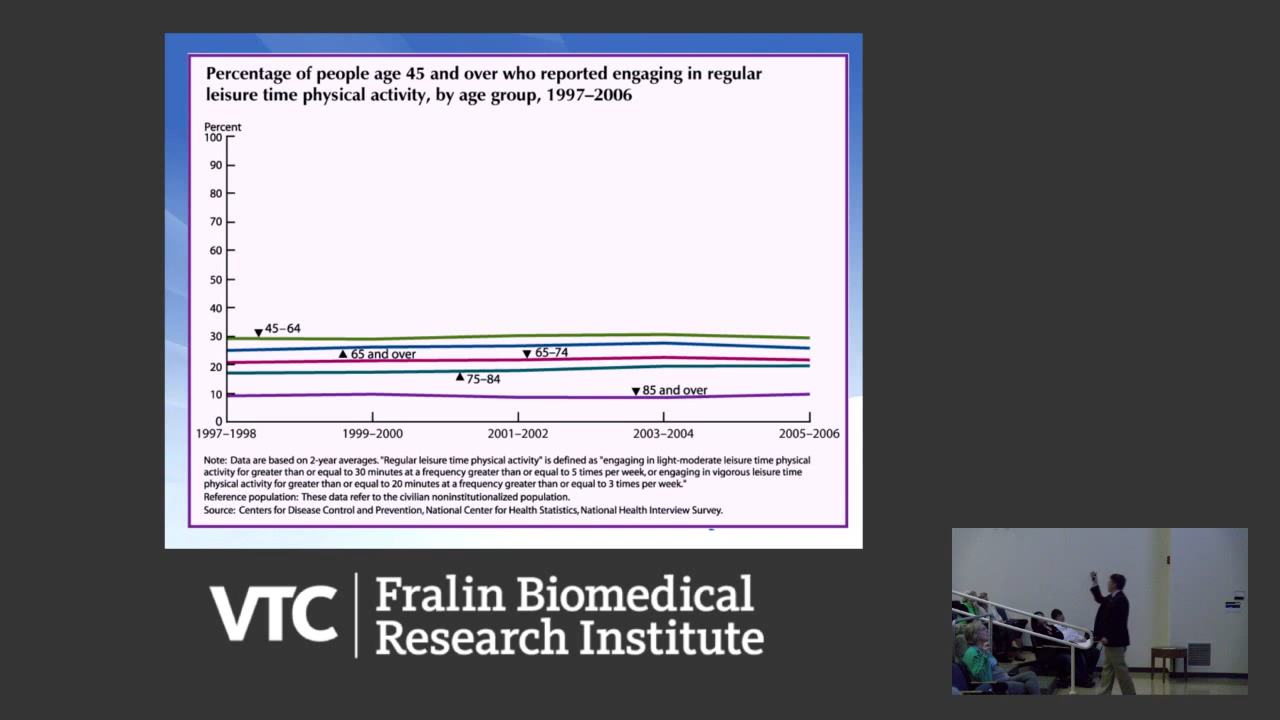 Percentage of people age 45 and over who reported engaging in regular
leisure time physical activity, by age group, 1997–2006
Percent
100
90
80
70
60
50
40
30
20
10
0
45–64
65 and over
65–74
75–84
85 and over
1997–1998 1999–2000 2001–2002 2003–2004 2005–2006
Note: Data are based on 2-year averages. "Regular leisure time physical activity" is defined as "engaging in light-moderate leisure time physical
activity for greater than or equal to 30 minutes at a frequency greater than or equal to 5 times per week, or engaging in vigorous leisure time
physical activity for greater than or equal to 20 minutes at a frequency greater than or equal to 3 times per week."
Reference population: These data refer to the civilian noninstitutionalized population.
Source: Centers for Disease Control and Prevention, National Center for Health Statistics, National Health Interview Survey.
VTC
Fralin Biomedical
Research Institute